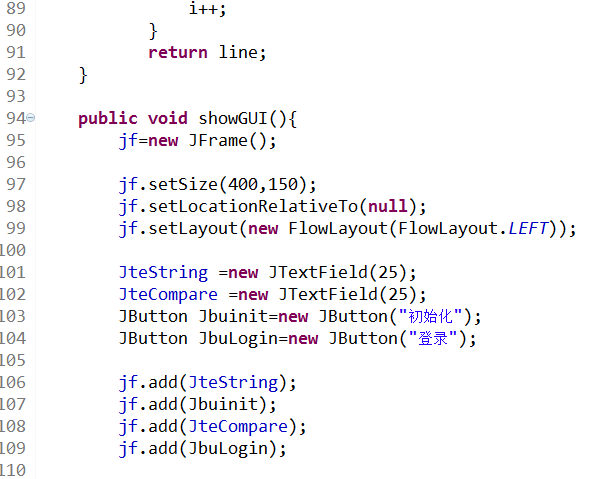 89 i++;
90 }
91 return line;
92 }
93
94 public void showGUI(){
95 jf=new JFrame();
96
97 jf.setSize(400,150);
98 jf.setLocationRelativeTo(null);
99 jf.setLayout(new FlowLayout(FlowLayout.LEFT));
100
101 JteString =new JTextField(25);
102 JteCompare =new JTextField(25);
103 JButton Jbuinit=new JButton("初始化");
104 JButton JbuLogin=new JButton("登录");
105
106 jf.add(JteString);
107 jf.add(Jbuinit);
108 jf.add(JteCompare);
109 jf.add(JbuLogin);
110